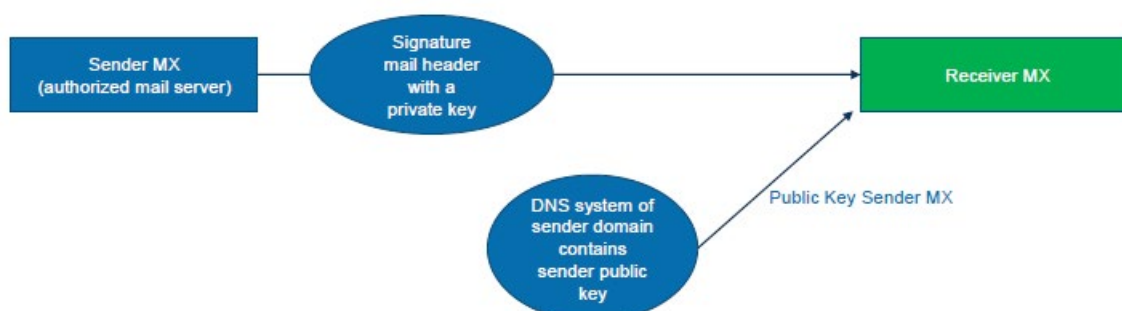 Sender MX
(authorized mail server)
Signature
mail header
with a
private key
Receiver MX
DNS system of
sender domain
contains
sender public
key
Public Key Sender MX